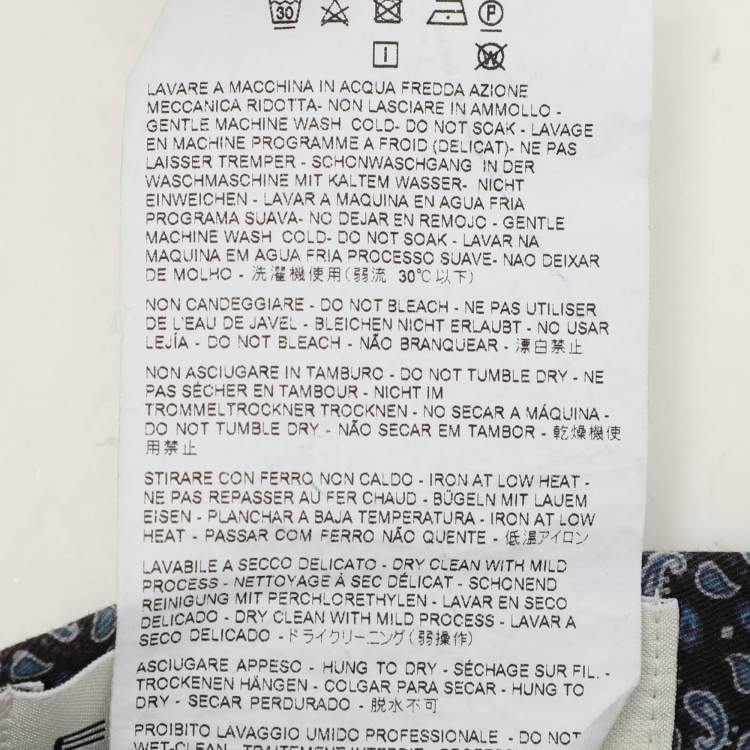 30 P
I W
LAVARE A MACCHINA IN ACQUA FREDDA AZIONE
MECCANICA RIDOTTA- NON LASCIARE IN AMMOLLO -
GENTLE MACHINE WASH COLD- DO NOT SOAK - LAVAGE
EN MACHINE PROGRAMME A FROID (DELICAT)- NE PAS
LAISSER TREMPER - SCHONWASCHGANG IN DER
WASCHMASCHINE MIT KALTEM WASSER- NICHT
EINWEICHEN - LAVAR A MAQUINA EN AGUA FRIA
PROGRAMA SUAVA- NO DEJAR EN REMOJO - GENTLE
MACHINE WASH COLD- DO NOT SOAK - LAVAR NA
MAQUINA EM AGUA FRIA PROCESSO SUAVE- NAO DEIXAR
DE MOLHO - 洗濯機使用(弱流 30℃以下)
NON CANDEGGIARE - DO NOT BLEACH - NE PAS UTILISER
DE L'EAU DE JAVEL - BLEICHEN NICHT ERLAUBT - NO USAR
LEJÍA - DO NOT BLEACH - NÃO BRANQUEAR - 漂白禁止
NON ASCIUGARE IN TAMBURO - DO NOT TUMBLE DRY - NE
PAS SÉCHER EN TAMBOUR - NICHT IM
TROMMELTROCKNER TROCKNEN - NO SECAR A MÁQUINA -
DO NOT TUMBLE DRY - NÃO SECAR EM TAMBOR - 乾燥機使
用禁止
STIRARE CON FERRO NON CALDO - IRON AT LOW HEAT -
NE PAS REPASSER AU FER CHAUD - BÜGELN MIT LAUEM
EISEN - PLANCHAR A BAJA TEMPERATURA - IRON AT LOW
HEAT - PASSAR COM FERRO NÃO QUENTE - 低温アイロン
LAVABILE A SECCO DELICATO - DRY CLEAN WITH MILD
PROCESS - NETTOYAGE À SEC DÉLICAT - SCHONEND
REINIGUNG MIT PERCHLORETHYLEN - LAVAR EN SECO
DELICADO - DRY CLEAN WITH MILD PROCESS - LAVAR A
SECO DELICADO - ドライクリーニング(弱操作)
ASCIUGARE APPESO - HUNG TO DRY - SÉCHAGE SUR FIL. -
TROCKENEN HÄNGEN - COLGAR PARA SECAR - HUNG TO
DRY - SECAR PERDURADO - 脱水不可
PROIBITO LAVAGGIO UMIDO PROFESSIONALE - DO NOT
WET-CLEAN - TRAITEMENT INTERDIT - PROCESO